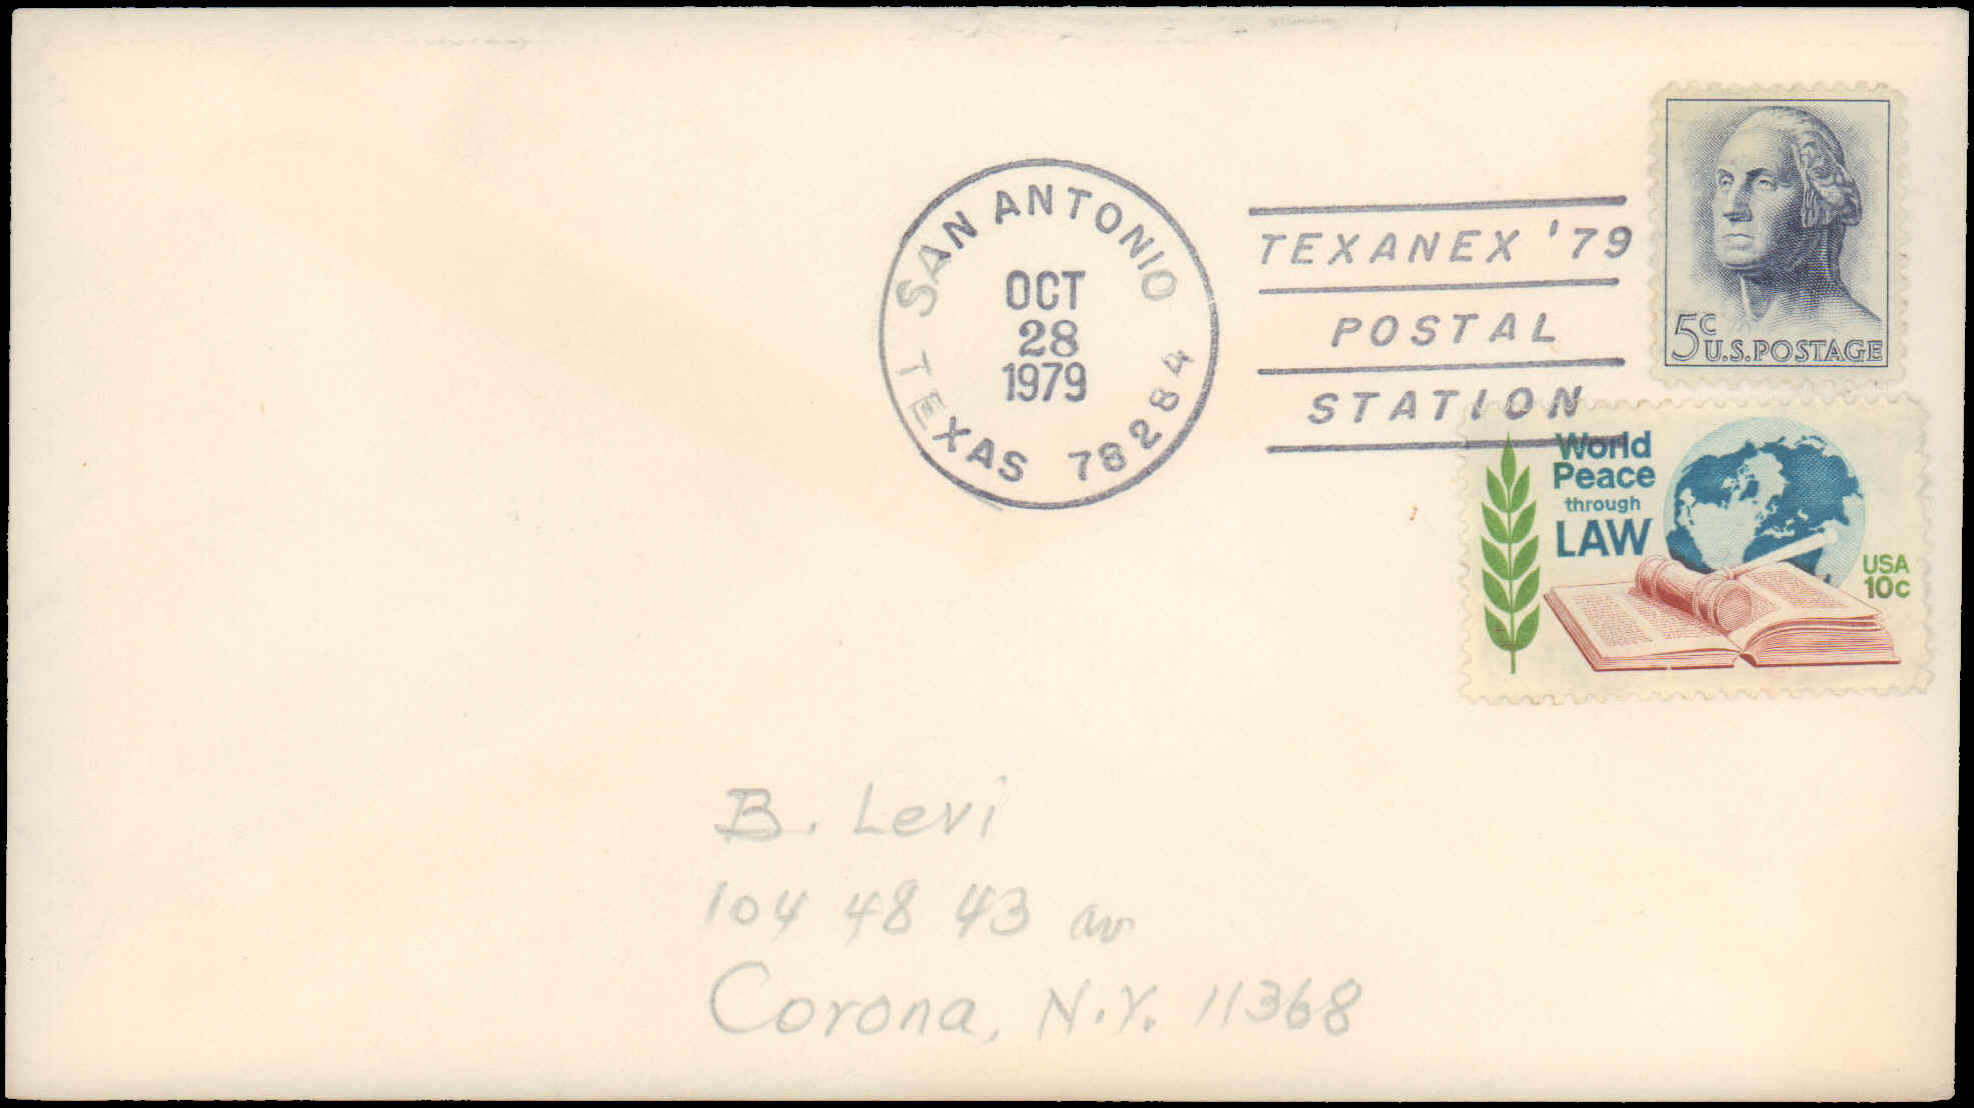 SAN ANTONIO
TEXAS 78284
OCT
28
1979
TEXANEX '79
POSTAL
STATION
5c
U.S.POSTAGE
World
Peace
through
LAW
USA
10c
B. Levi
104 48 43 av
Corona, N.Y. 11368